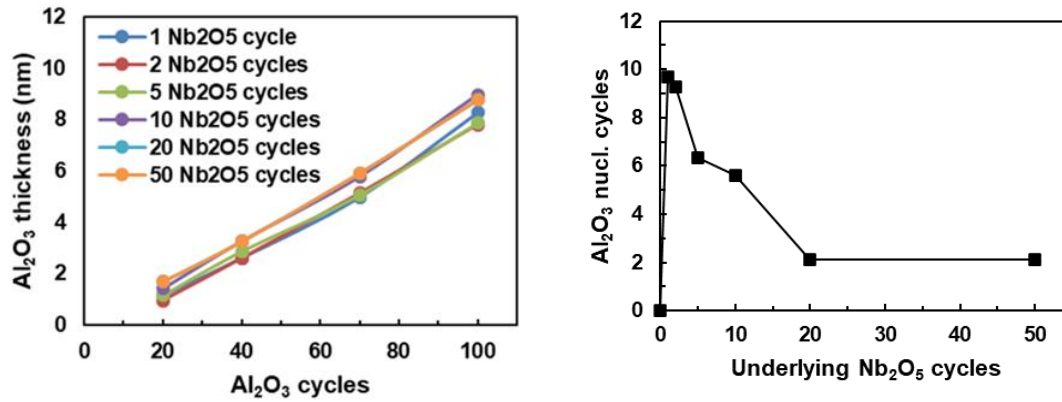 12
10
8
6
4
2
0
Al₂O₃ thickness (nm)
1 Nb2O5 cycle
2 Nb2O5 cycles
5 Nb2O5 cycles
10 Nb2O5 cycles
20 Nb2O5 cycles
50 Nb2O5 cycles
0 20 40 60 80 100
Al₂O₃ cycles
12
10
8
6
4
2
0
Al₂O₃ nucl. cycles
0 10 20 30 40 50
Underlying Nb₂O₅ cycles